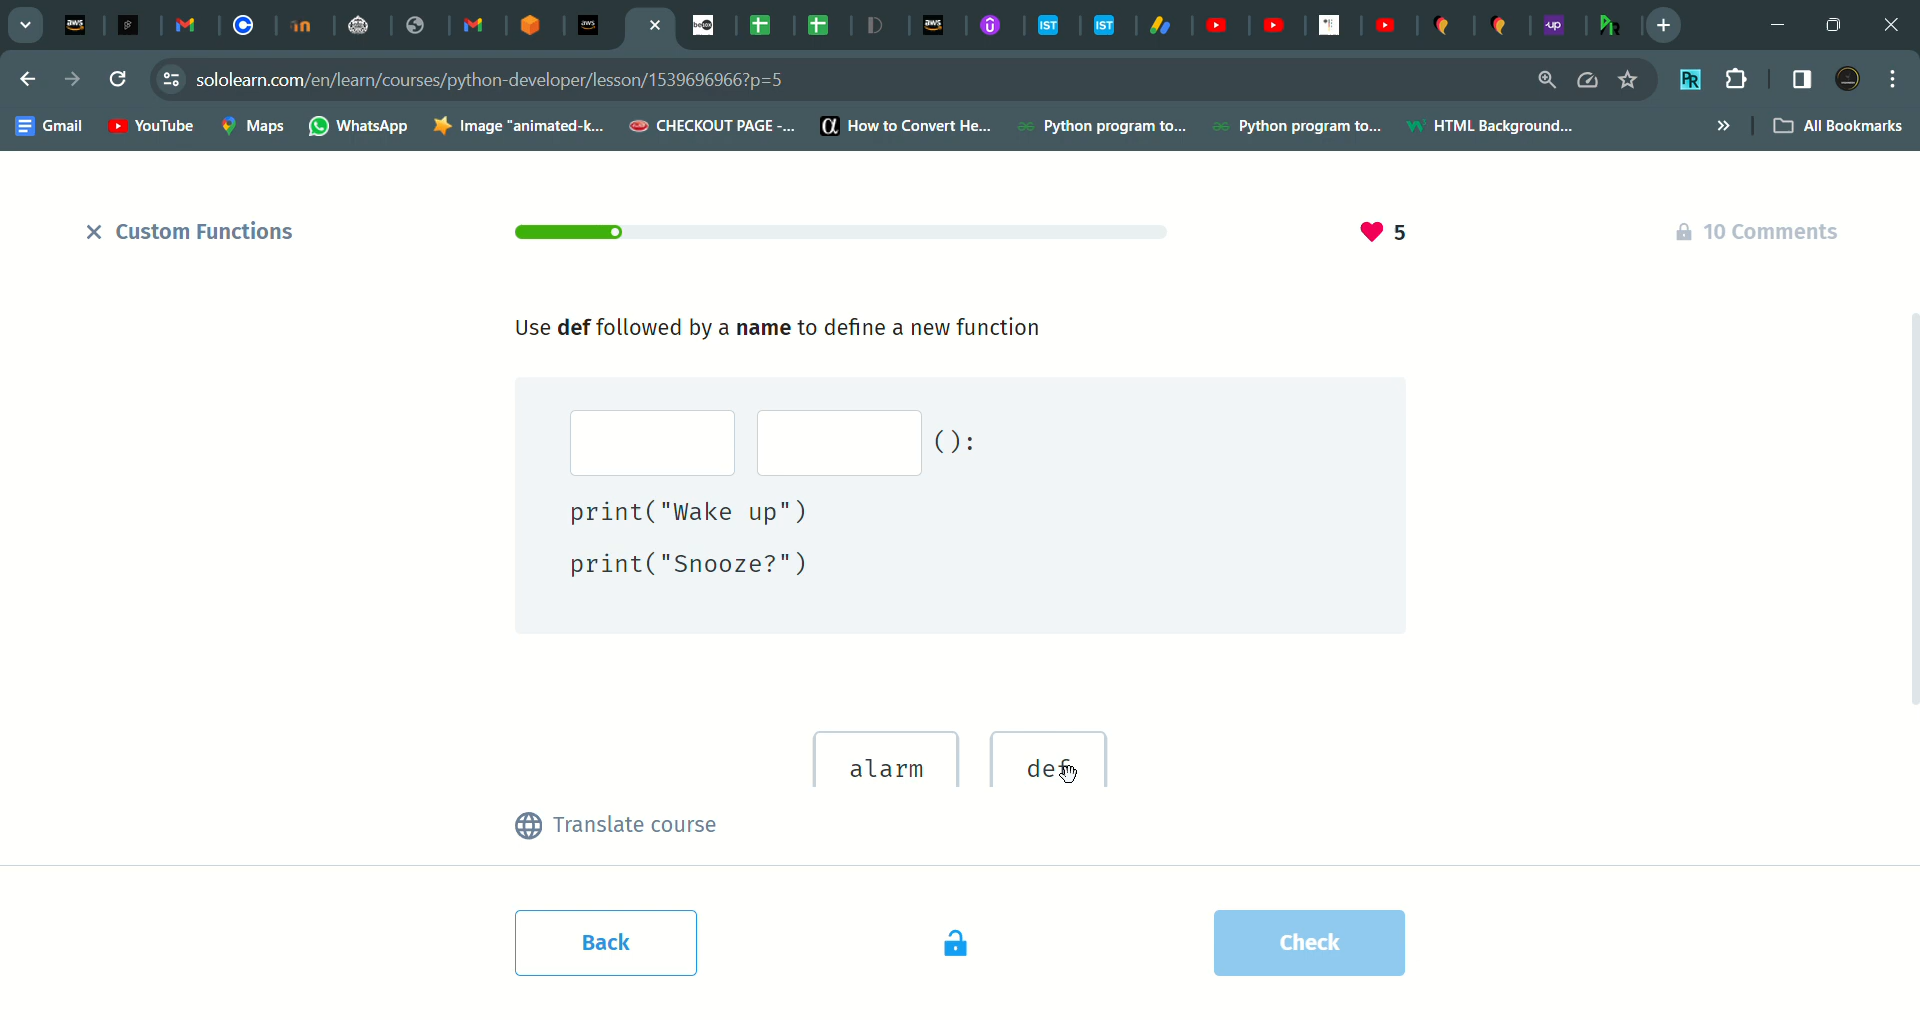 sololearn.com/en/learn/courses/python-developer/lesson/1539696966?p=5
Gmail YouTube Maps WhatsApp Image "animated-k... CHECKOUT PAGE -... How to Convert He... Python program to... Python program to... HTML Background... » All Bookmarks
Custom Functions 5 10 Comments
Use def followed by a name to define a new function
():
print("Wake up")
print("Snooze?")
alarm def
Translate course
Back Check